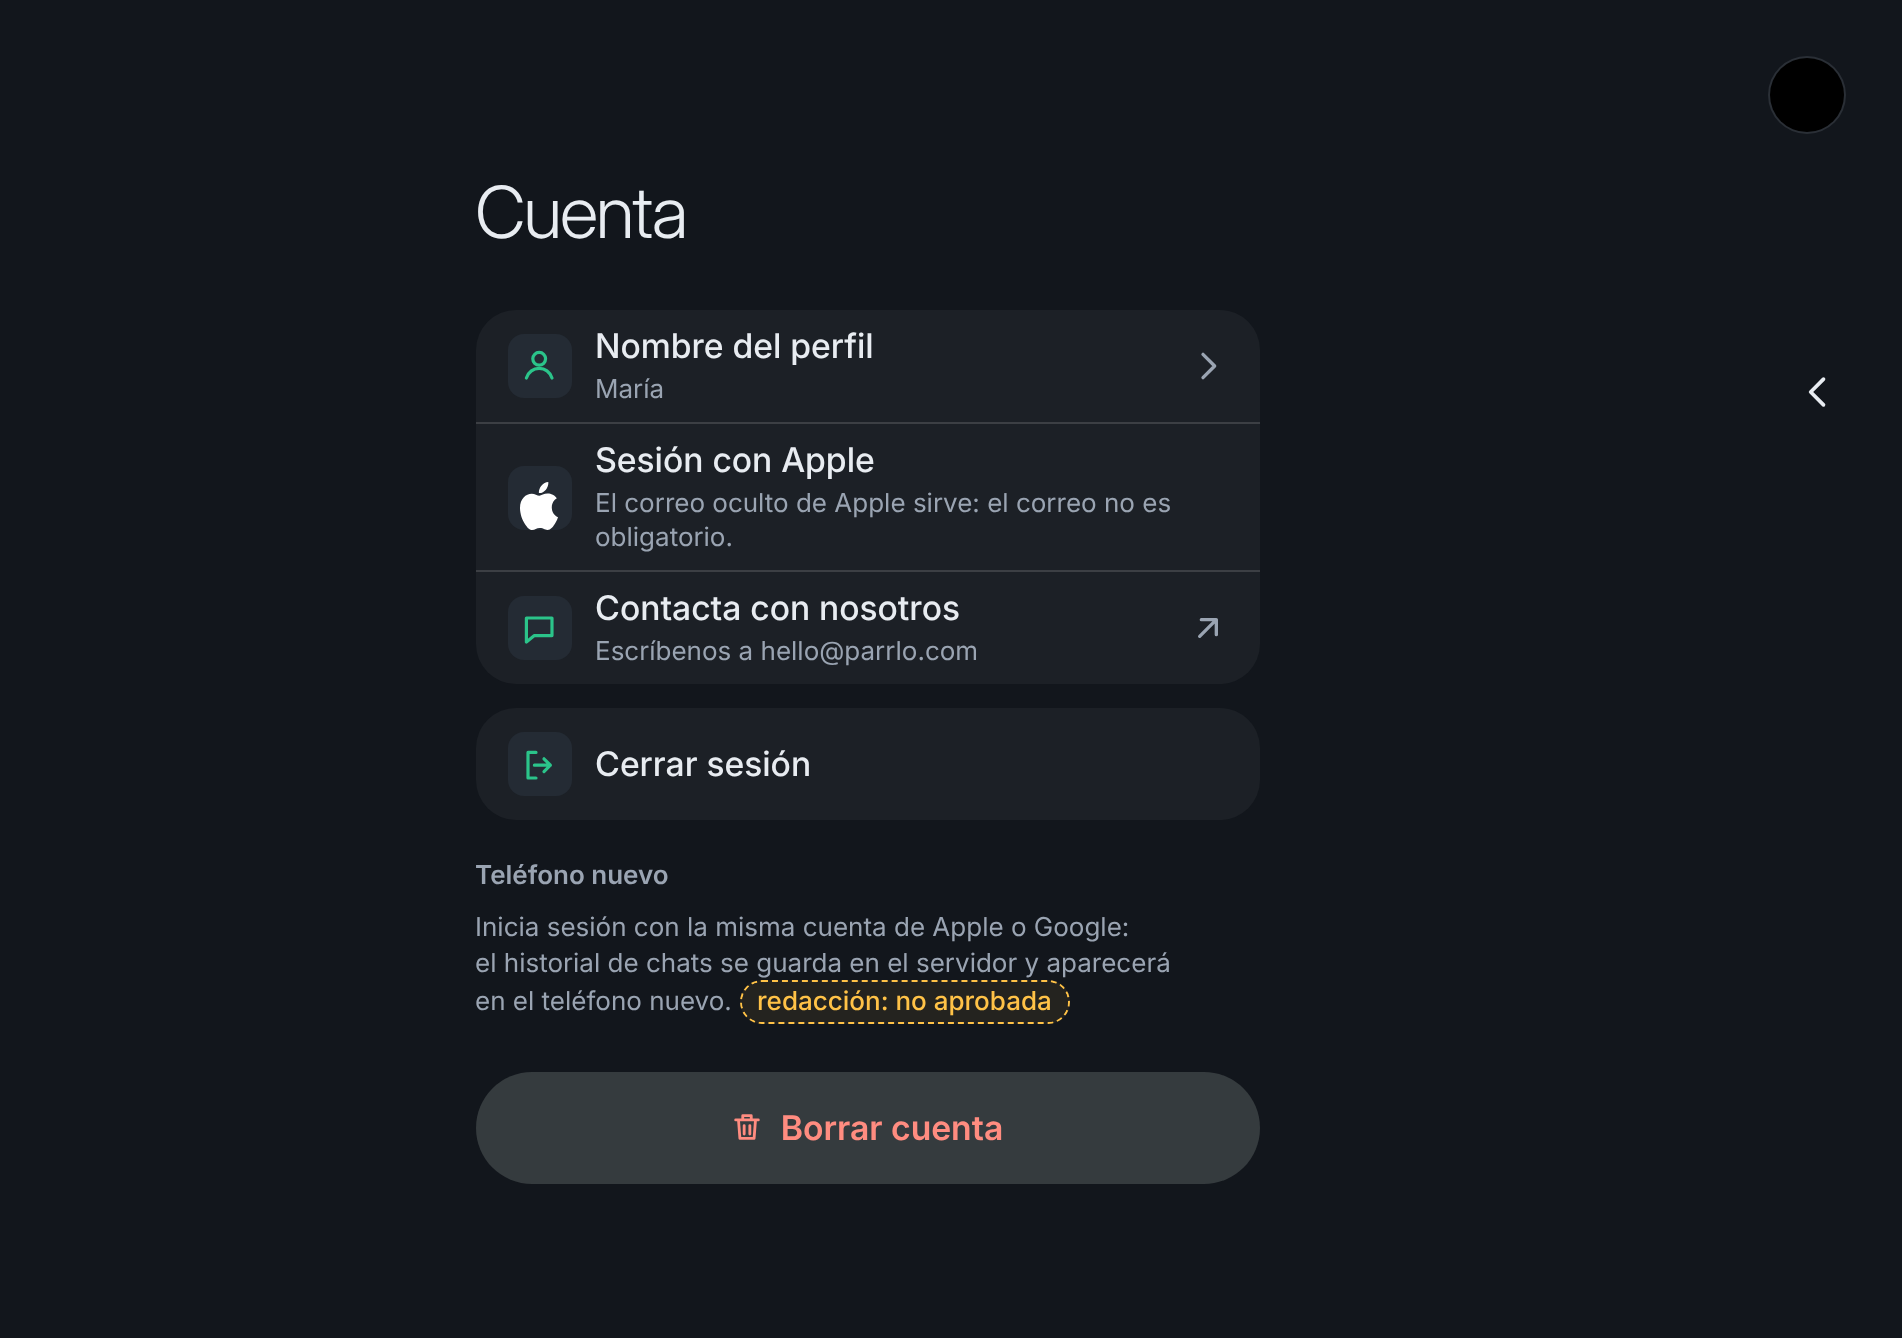 Cuenta
Nombre del perfil
María
Sesión con Apple
El correo oculto de Apple sirve: el correo no es
obligatorio.
Contacta con nosotros
Escríbenos a hello@parrlo.com
Cerrar sesión
Teléfono nuevo
Inicia sesión con la misma cuenta de Apple o Google:
el historial de chats se guarda en el servidor y aparecerá
en el teléfono nuevo. redacción: no aprobada
Borrar cuenta